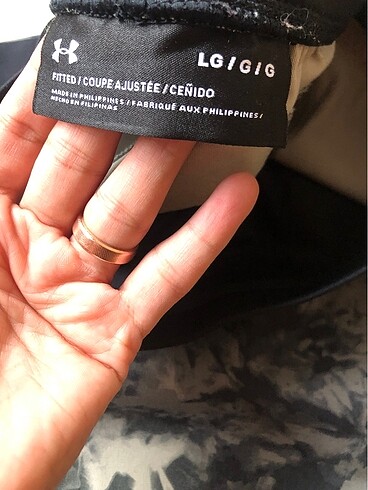 LG / G / G
FITTED / COUPE AJUSTÉE / CEÑIDO
MADE IN PHILIPPINES / FABRIQUÉ AUX PHILIPPINES /
HECHO EN FILIPINAS